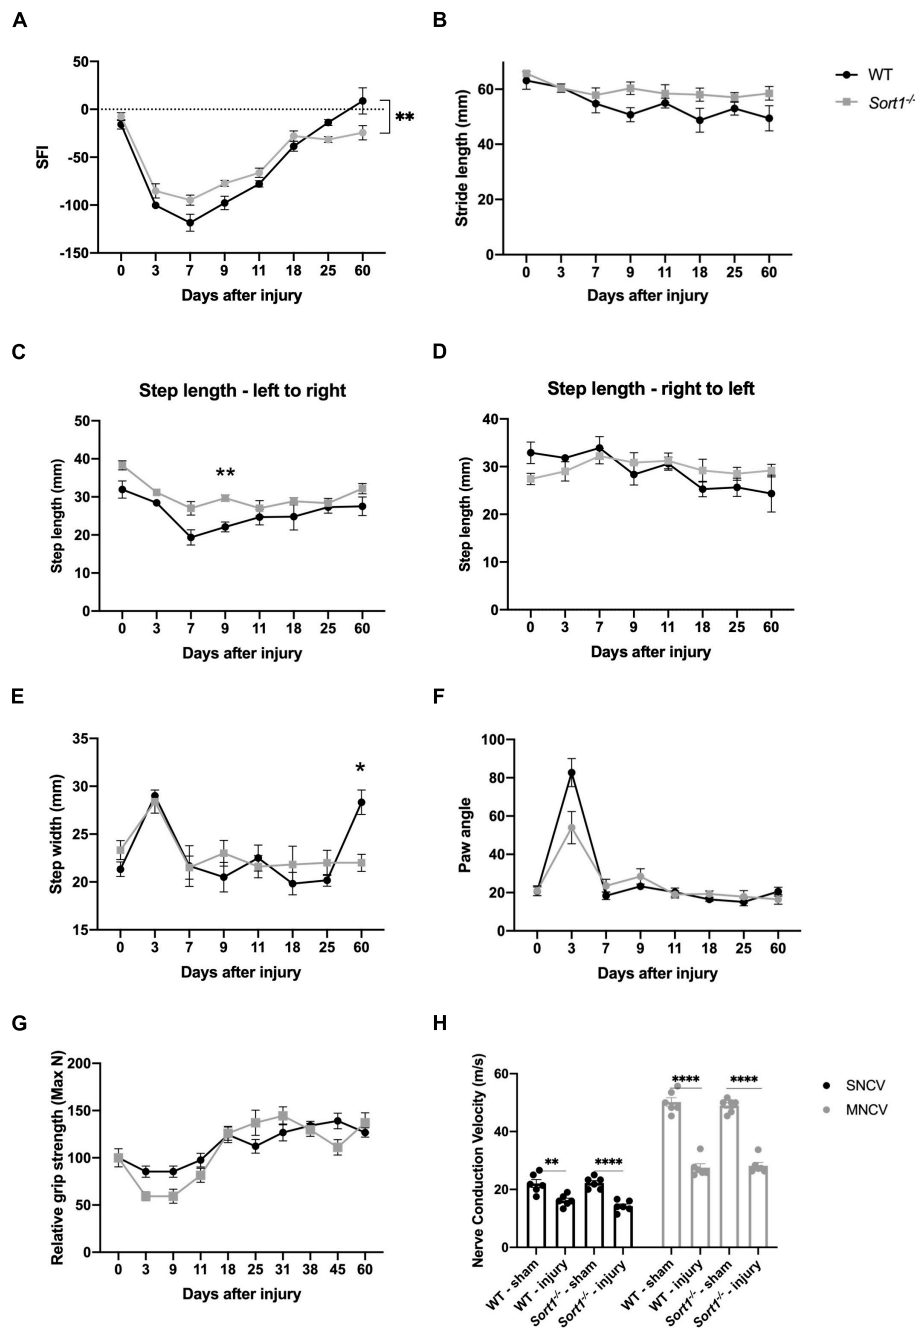 A
50
0
-50
-100
-150
SFI
**
0 3 7 9 11 18 25 60
Days after injury
B
60
40
20
0
Stride length (mm)
0 3 7 9 11 18 25 60
Days after injury
WT
Sort1-/-
C
Step length - left to right
50
40
30
20
10
0
Step length (mm)
**
0 3 7 9 11 18 25 60
Days after injury
D
Step length - right to left
40
30
20
10
0
Step length (mm)
0 3 7 9 11 18 25 60
Days after injury
E
35
30
25
20
15
Step width (mm)
*
0 3 7 9 11 18 25 60
Days after injury
F
100
80
60
40
20
0
Paw angle
0 3 7 9 11 18 25 60
Days after injury
G
200
150
100
50
0
Relative grip strength (Max N)
0 3 9 11 18 25 31 38 45 60
Days after injury
H
60
40
20
0
Nerve Conduction Velocity (m/s)
** **** **** ****
WT - sham
WT - injury
Sort1-/- - sham
Sort1-/- - injury
WT - sham
WT - injury
Sort1-/- - sham
Sort1-/- - injury
SNCV
MNCV